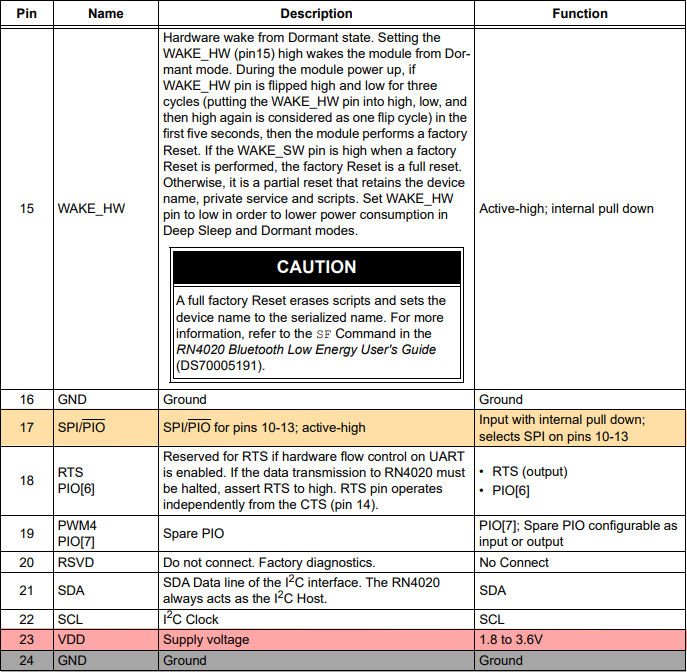 Pin Name Description Function
15 WAKE_HW Hardware wake from Dormant state. Setting the
WAKE_HW (pin15) high wakes the module from Dor-
mant mode. During the module power up, if
WAKE_HW pin is flipped high and low for three
cycles (putting the WAKE_HW pin into high, low, and
then high again is considered as one flip cycle) in the
first five seconds, then the module performs a factory
Reset. If the WAKE_SW pin is high when a factory
Reset is performed, the factory Reset is a full reset.
Otherwise, it is a partial reset that retains the device
name, private service and scripts. Set WAKE_HW
pin to low in order to lower power consumption in
Deep Sleep and Dormant modes.
CAUTION
A full factory Reset erases scripts and sets the
device name to the serialized name. For more
information, refer to the SF Command in the
RN4020 Bluetooth Low Energy User's Guide
(DS70005191).
Active-high; internal pull down
16 GND Ground Ground
17 SPI/P̅I̅O̅ SPI/P̅I̅O̅ for pins 10-13; active-high
Input with internal pull down;
selects SPI on pins 10-13
18 RTS
PIO[6]
Reserved for RTS if hardware flow control on UART
is enabled. If the data transmission to RN4020 must
be halted, assert RTS to high. RTS pin operates
independently from the CTS (pin 14).
• RTS (output)
• PIO[6]
19 PWM4
PIO[7]
Spare PIO
PIO[7]; Spare PIO configurable as
input or output
20 RSVD Do not connect. Factory diagnostics. No Connect
21 SDA
SDA Data line of the I²C interface. The RN4020
always acts as the I²C Host.
SDA
22 SCL I²C Clock SCL
23 VDD Supply voltage 1.8 to 3.6V
24 GND Ground Ground